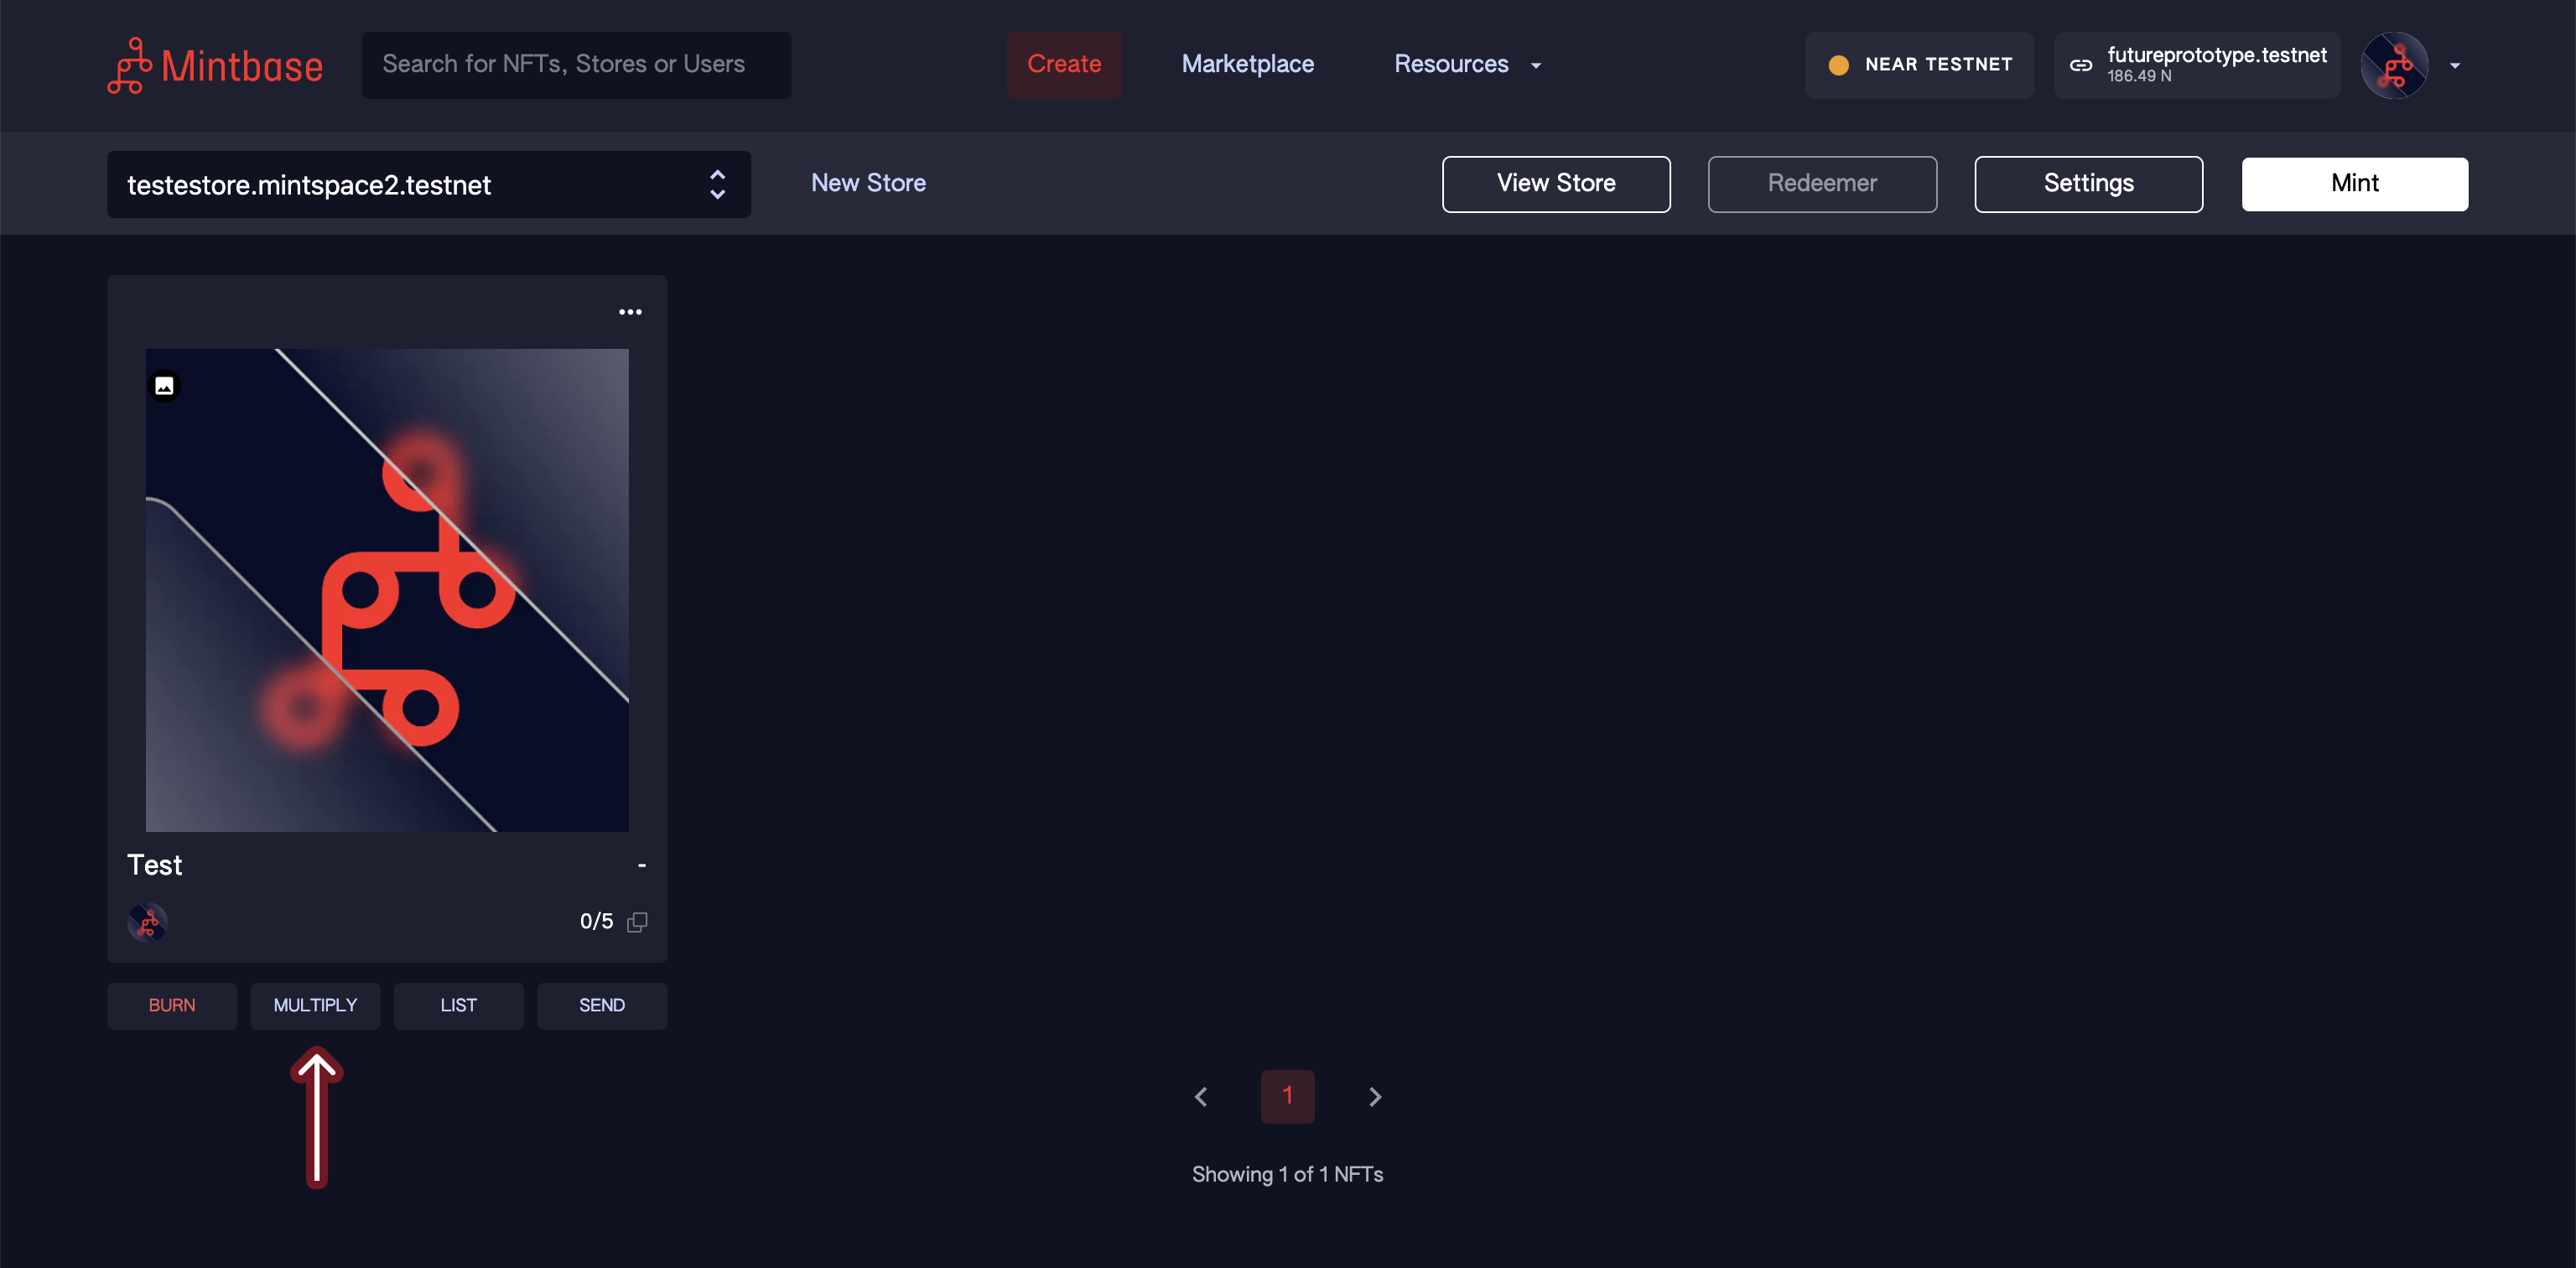 Mintbase
Search for NFTs, Stores or Users
Create
Marketplace
Resources
NEAR TESTNET
futureprototype.testnet
186.49 N
testestore.mintspace2.testnet
New Store
View Store
Redeemer
Settings
Mint
Test
-
0/5
BURN
MULTIPLY
LIST
SEND
1
Showing 1 of 1 NFTs